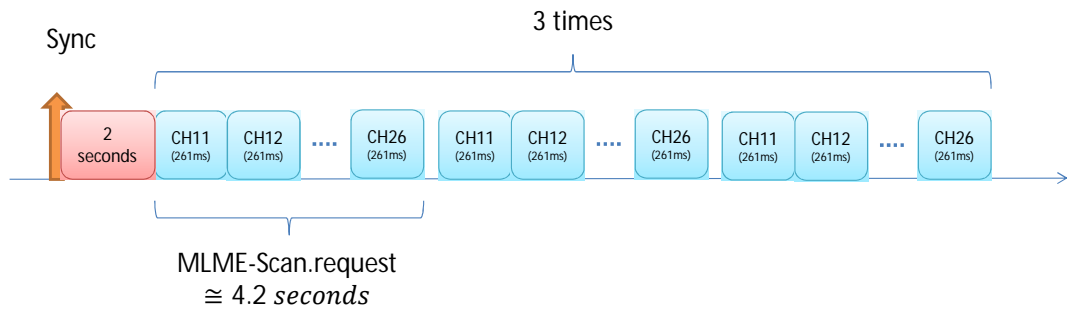 3 times
Sync
2
seconds
CH11
(261ms)
CH12
(261ms)
....
CH26
(261ms)
CH11
(261ms)
CH12
(261ms)
....
CH26
(261ms)
CH11
(261ms)
CH12
(261ms)
....
CH26
(261ms)
MLME-Scan.request
≅ 4.2 seconds